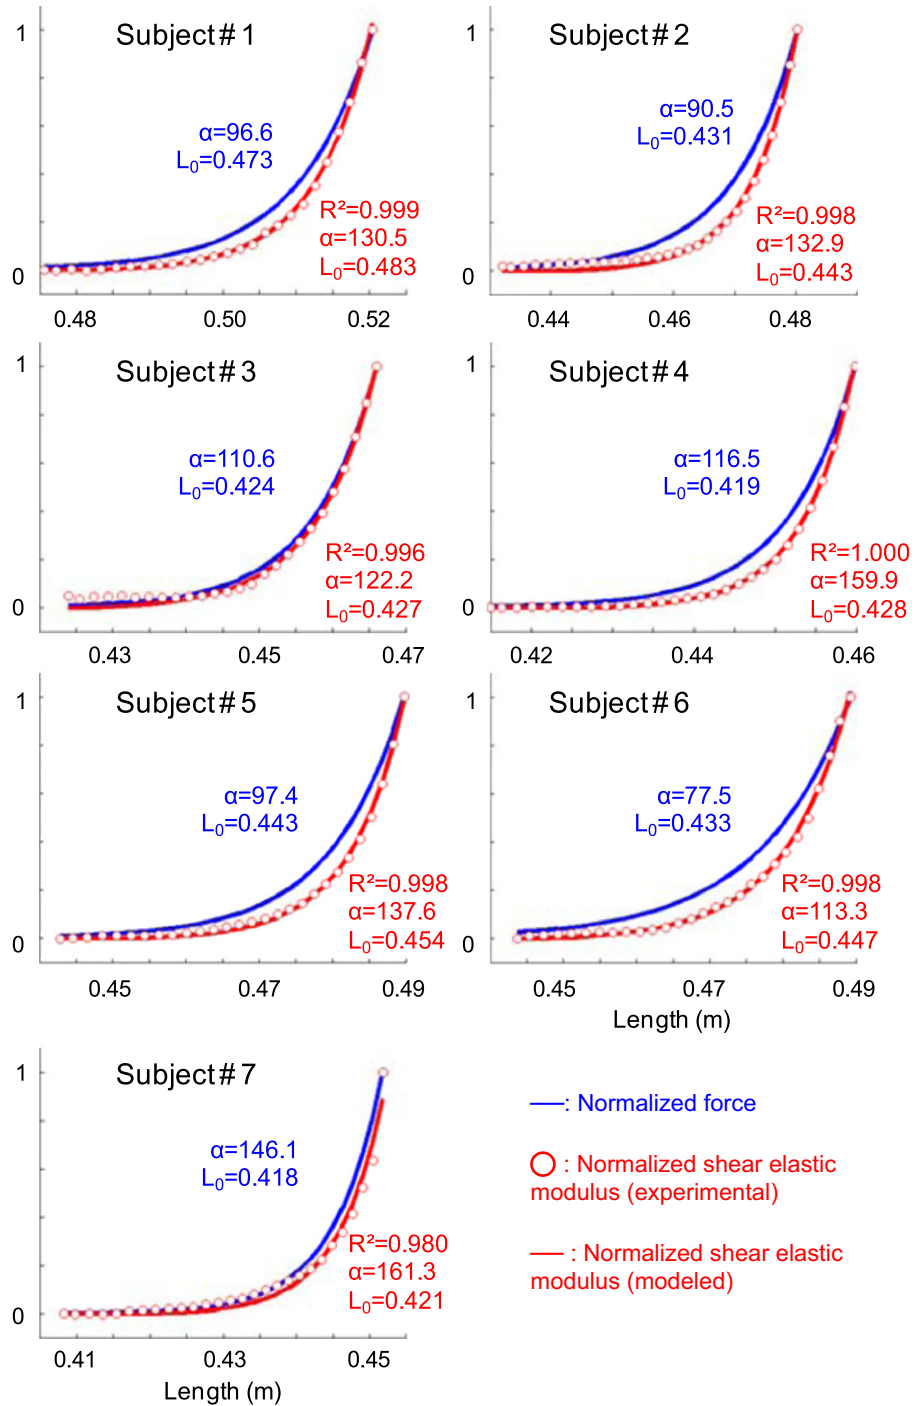 Subject # 1
1
α=96.6
L₀=0.473
R²=0.999
α=130.5
L₀=0.483
0
0.48 0.50 0.52
Subject # 2
α=90.5
L₀=0.431
R²=0.998
α=132.9
L₀=0.443
0.44 0.46 0.48
Subject # 3
1
α=110.6
L₀=0.424
R²=0.996
α=122.2
L₀=0.427
0
0.43 0.45 0.47
Subject # 4
α=116.5
L₀=0.419
R²=1.000
α=159.9
L₀=0.428
0.42 0.44 0.46
Subject # 5
1
α=97.4
L₀=0.443
R²=0.998
α=137.6
L₀=0.454
0
0.45 0.47 0.49
Subject # 6
α=77.5
L₀=0.433
R²=0.998
α=113.3
L₀=0.447
0.45 0.47 0.49
Length (m)
Subject # 7
1
α=146.1
L₀=0.418
R²=0.980
α=161.3
L₀=0.421
0
0.41 0.43 0.45
Length (m)
: Normalized force
: Normalized shear elastic
modulus (experimental)
: Normalized shear elastic
modulus (modeled)